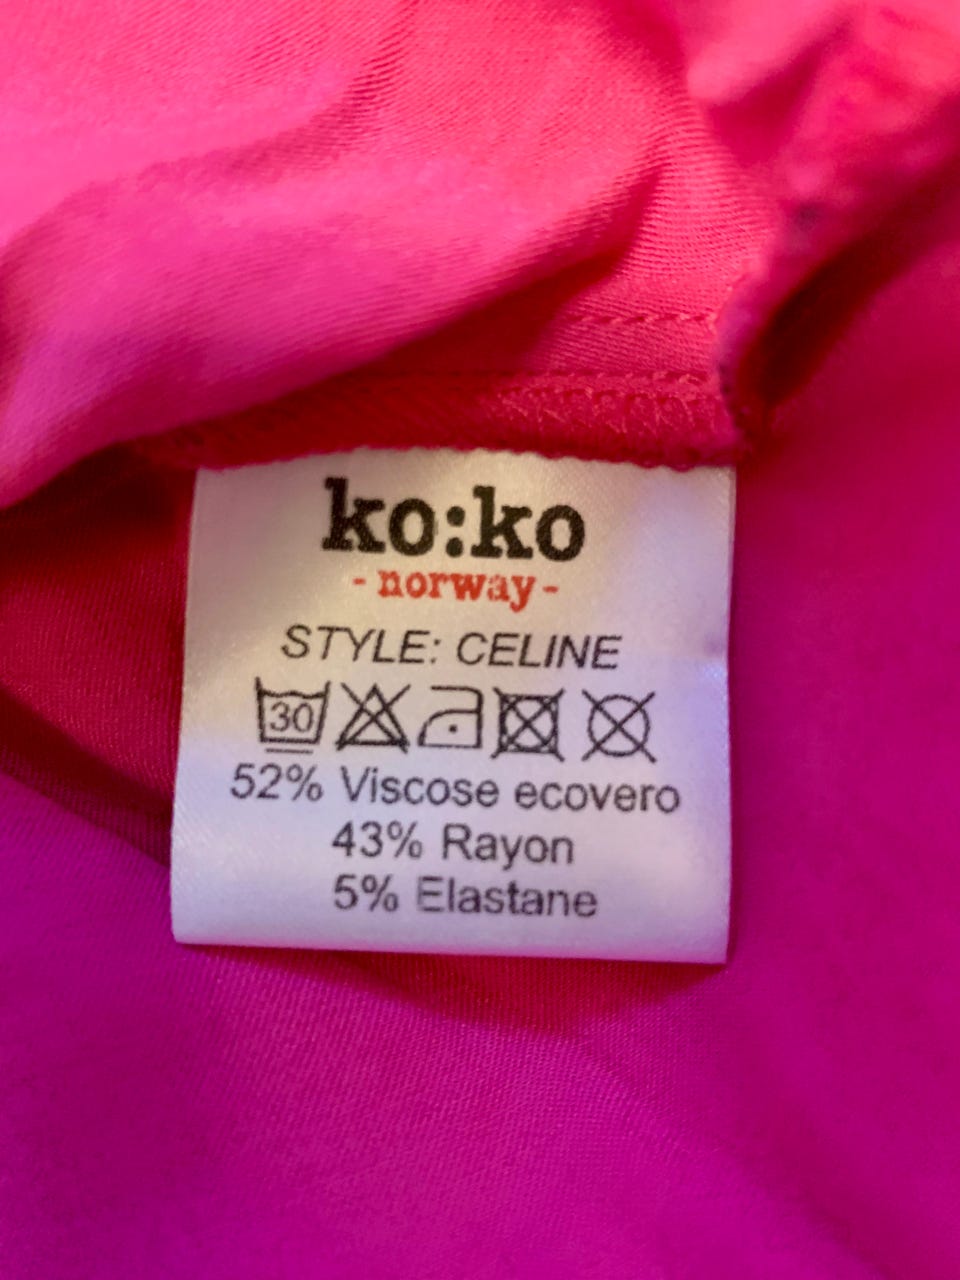 ko:ko
- norway -
STYLE: CELINE
30
52% Viscose ecovero
43% Rayon
5% Elastane